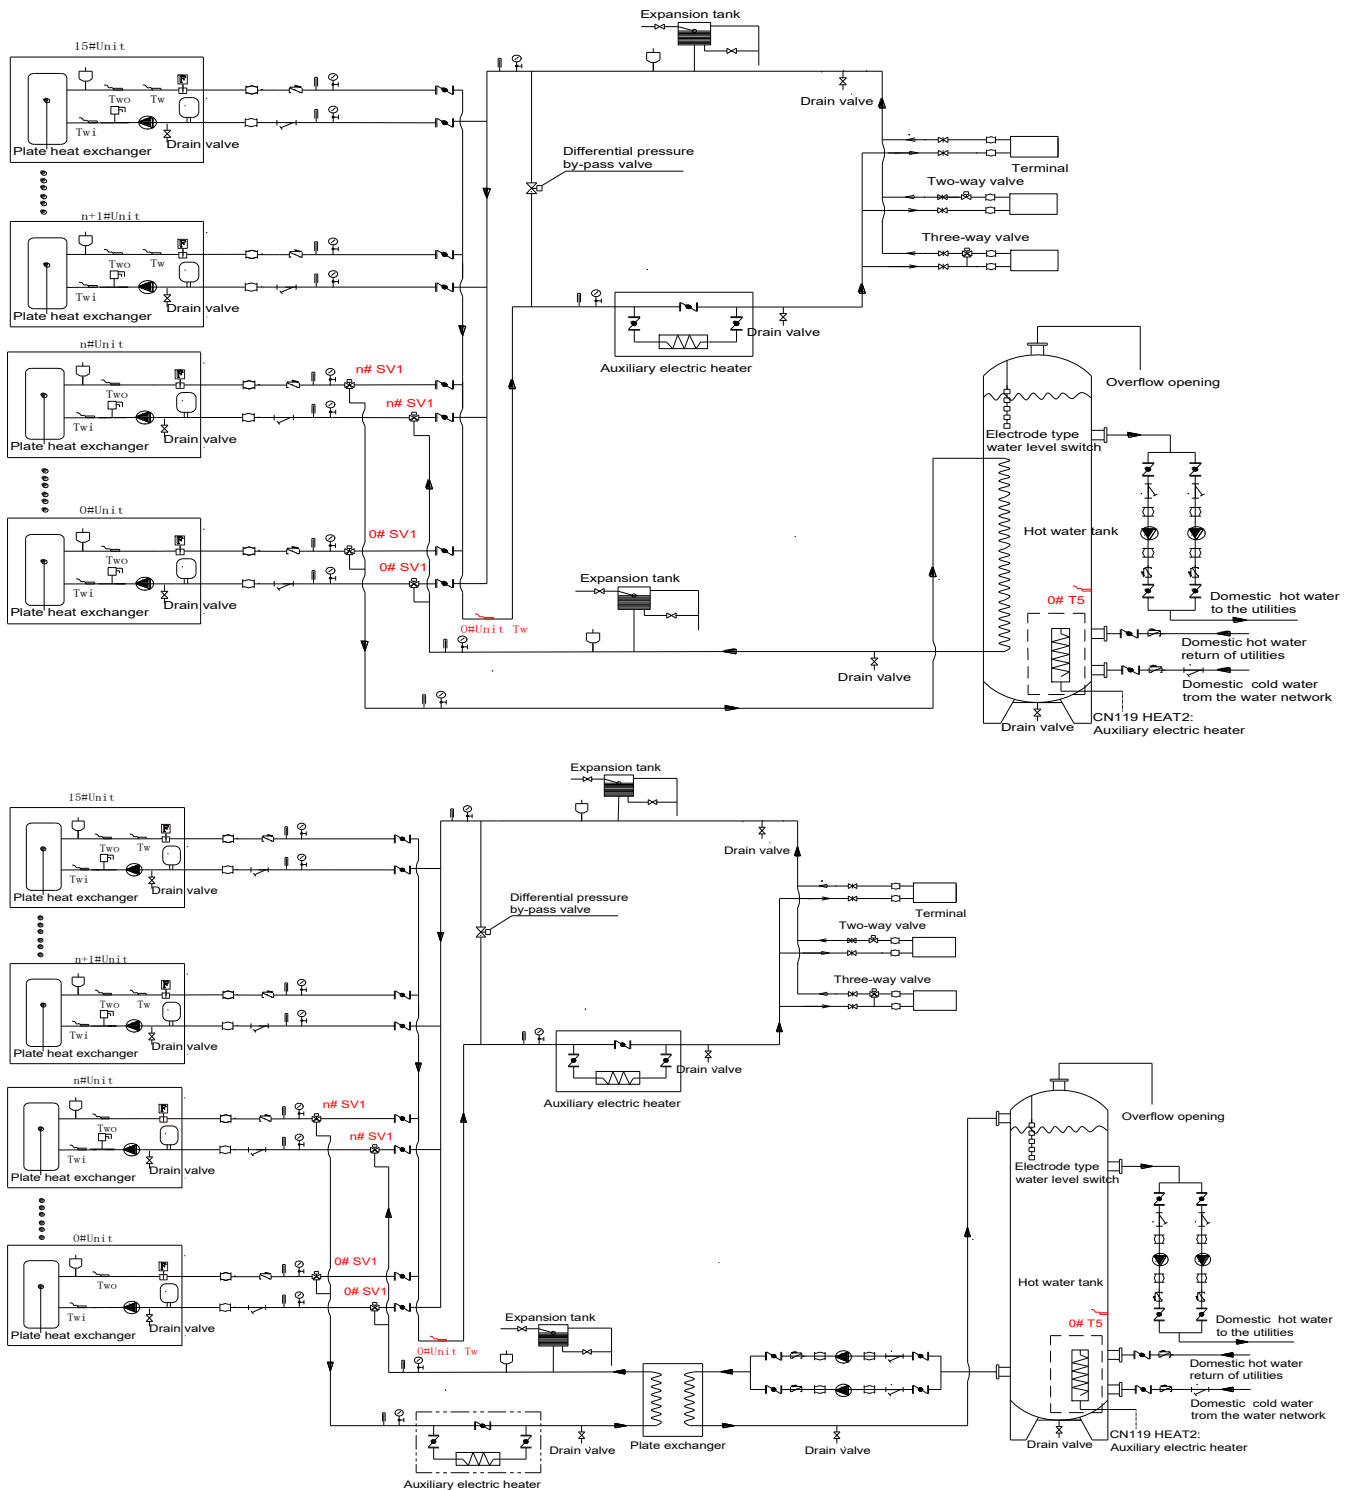 Expansion tank
15#Unit
Two
Tw
Twi
Drain valve
Plate heat exchanger
Drain valve
Differential pressure
by-pass valve
Terminal
Two-way valve
n+1#Unit
Two
Tw
Twi
Drain valve
Plate heat exchanger
Three-way valve
Drain valve
Auxiliary electric heater
n#Unit
n# SV1
n# SV1
Two
Twi
Drain valve
Plate heat exchanger
Overflow opening
Electrode type
water level switch
0#Unit
0# SV1
0# SV1
Two
Twi
Drain valve
Plate heat exchanger
Hot water tank
Expansion tank
0# T5
Domestic hot water
to the utilities
0#Unit Tw
Domestic hot water
return of utilities
Drain valve
Domestic cold water
trom the water network
Drain valve
CN119 HEAT2:
Auxiliary electric heater
Expansion tank
15#Unit
Two
Tw
Twi
Drain valve
Plate heat exchanger
Drain valve
Differential pressure
by-pass valve
Terminal
Two-way valve
n+1#Unit
Two
Tw
Twi
Drain valve
Plate heat exchanger
Three-way valve
Drain valve
Auxiliary electric heater
n#Unit
n# SV1
n# SV1
Two
Twi
Drain valve
Plate heat exchanger
Overflow opening
Electrode type
water level switch
0#Unit
0# SV1
0# SV1
Two
Twi
Drain valve
Plate heat exchanger
Hot water tank
Expansion tank
0# T5
Domestic hot water
to the utilities
0#Unit Tw
Domestic hot water
return of utilities
Domestic cold water
trom the water network
Plate exchanger
Drain valve
Drain valve
Drain valve
CN119 HEAT2:
Auxiliary electric heater
Auxiliary electric heater